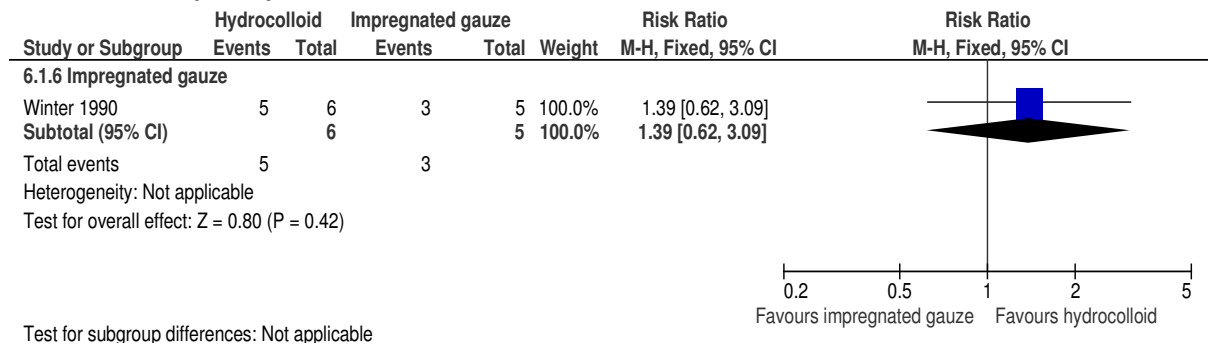 Hydrocolloid Impregnated gauze Risk Ratio Risk Ratio
Study or Subgroup Events Total Events Total Weight M-H, Fixed, 95% CI M-H, Fixed, 95% CI
6.1.6 Impregnated gauze
Winter 1990 5 6 3 5 100.0% 1.39 [0.62, 3.09]
Subtotal (95% CI) 6 5 100.0% 1.39 [0.62, 3.09]
Total events 5 3
Heterogeneity: Not applicable
Test for overall effect: Z = 0.80 (P = 0.42)
0.2 0.5 1 2 5
Favours impregnated gauze Favours hydrocolloid
Test for subgroup differences: Not applicable